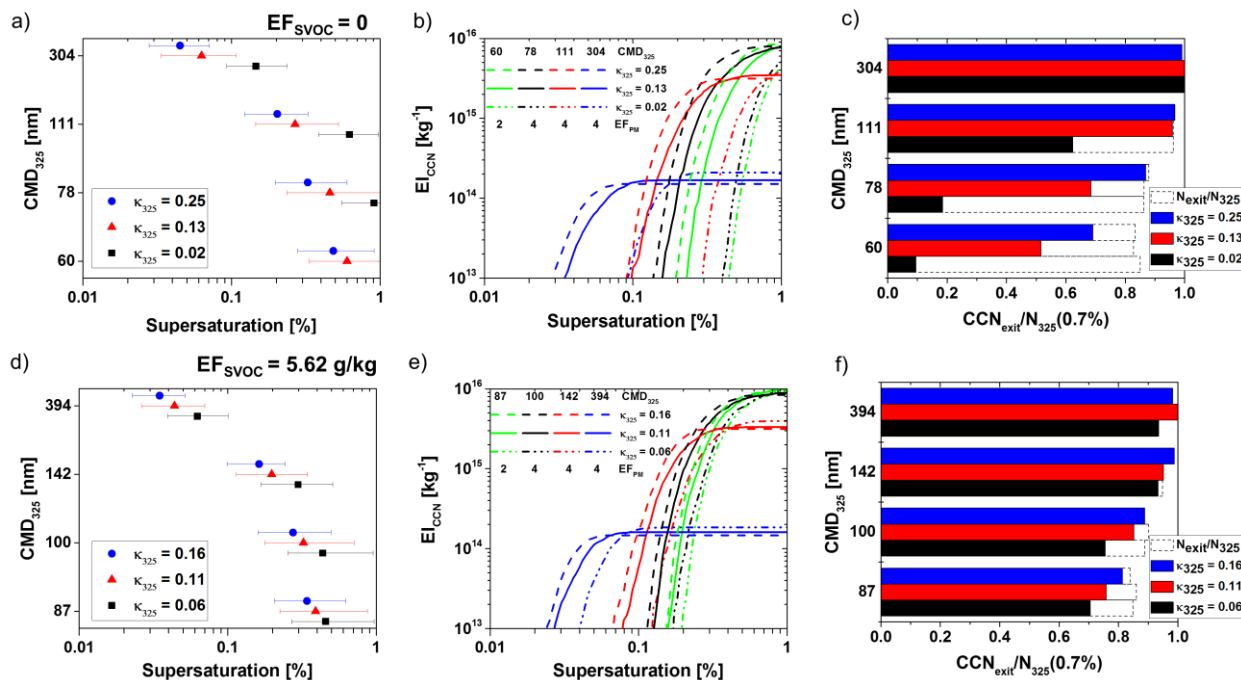 a)
EF_SVOC = 0
CMD_325 [nm]
304
111
78
60
κ_325 = 0.25
κ_325 = 0.13
κ_325 = 0.02
0.01 0.1 1
Supersaturation [%]
b)
EI_CCN [kg^-1]
10^16
10^15
10^14
10^13
60 78 111 304 CMD_325
κ_325 = 0.25
κ_325 = 0.13
κ_325 = 0.02
2 4 4 4 EF_PM
0.01 0.1 1
Supersaturation [%]
c)
CMD_325 [nm]
304
111
78
60
N_exit/N_325
κ_325 = 0.25
κ_325 = 0.13
κ_325 = 0.02
0.0 0.2 0.4 0.6 0.8 1.0
CCN_exit/N_325(0.7%)
d)
EF_SVOC = 5.62 g/kg
CMD_325 [nm]
394
142
100
87
κ_325 = 0.16
κ_325 = 0.11
κ_325 = 0.06
0.01 0.1 1
Supersaturation [%]
e)
EI_CCN [kg^-1]
10^16
10^15
10^14
10^13
87 100 142 394 CMD_325
κ_325 = 0.16
κ_325 = 0.11
κ_325 = 0.06
2 4 4 4 EF_PM
0.01 0.1 1
Supersaturation [%]
f)
CMD_325 [nm]
394
142
100
87
N_exit/N_325
κ_325 = 0.16
κ_325 = 0.11
κ_325 = 0.06
0.0 0.2 0.4 0.6 0.8 1.0
CCN_exit/N_325(0.7%)